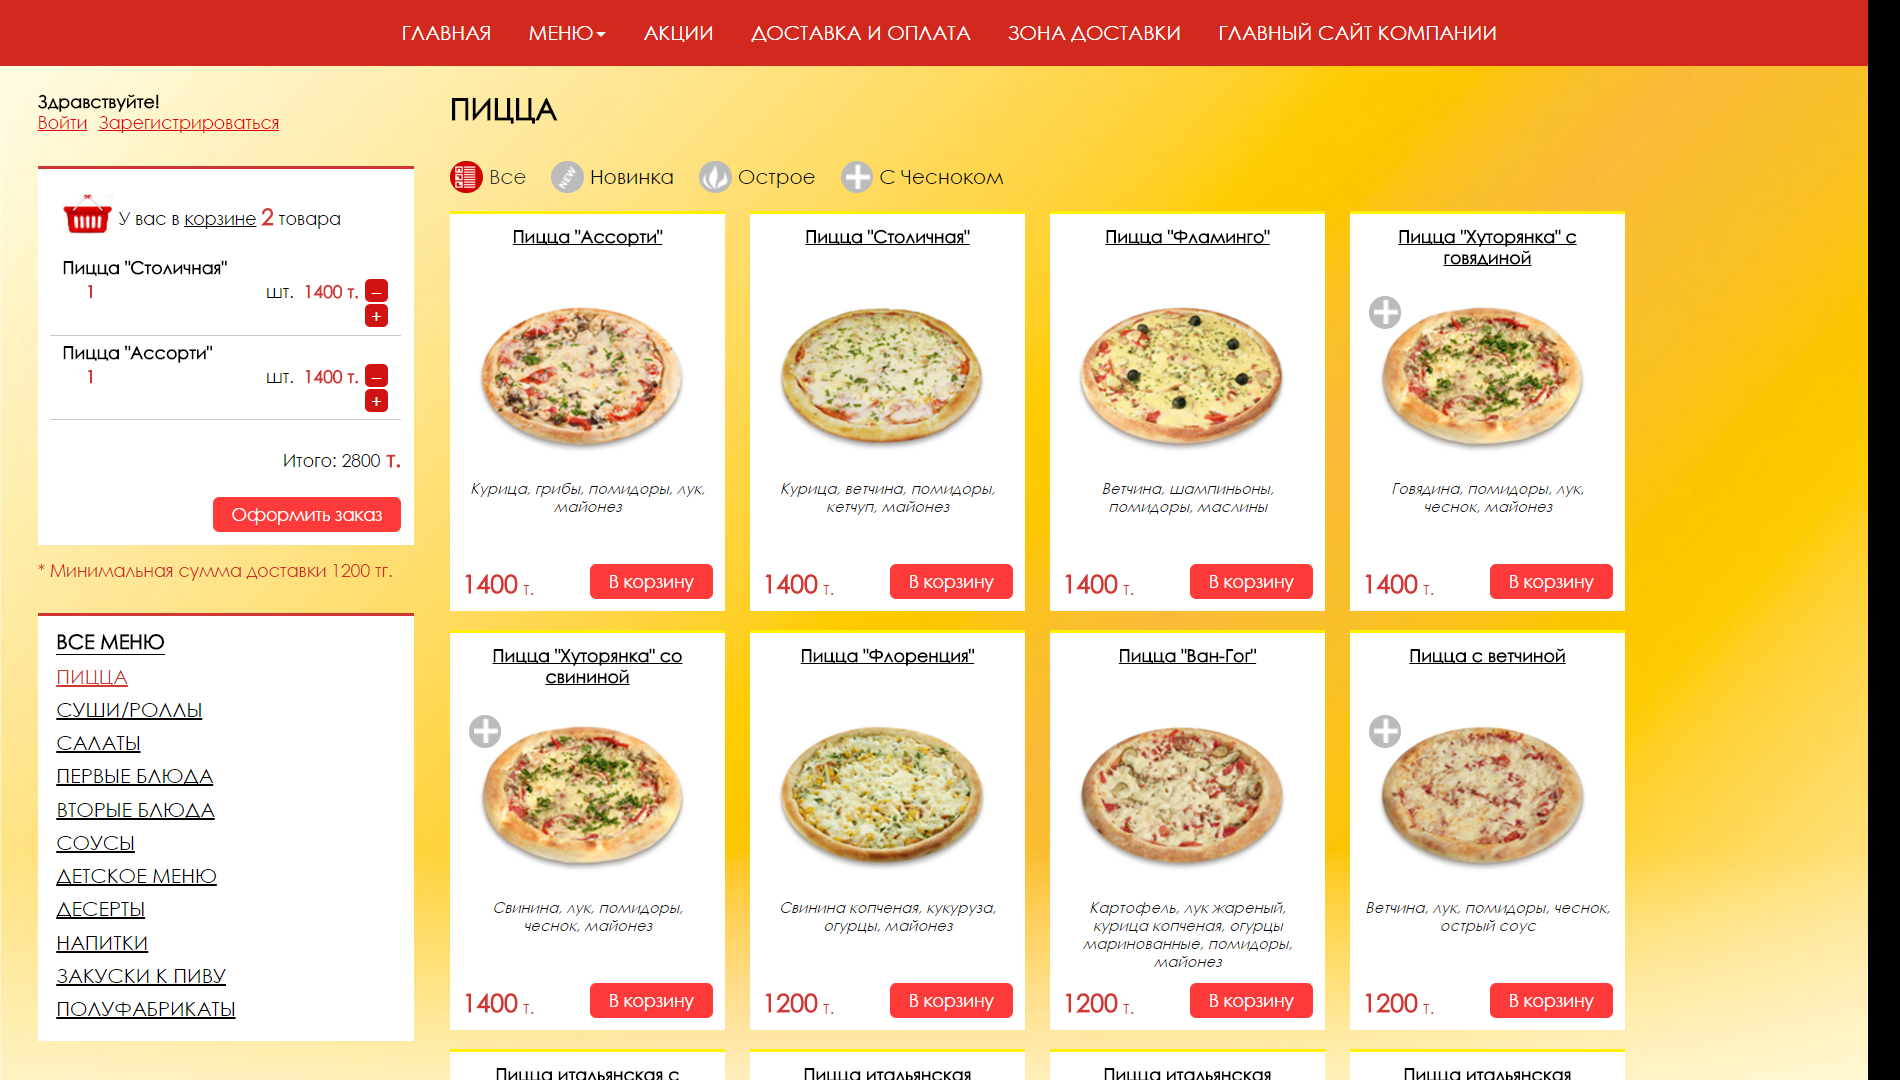 ГЛАВНАЯ МЕНЮ АКЦИИ ДОСТАВКА И ОПЛАТА ЗОНА ДОСТАВКИ ГЛАВНЫЙ САЙТ КОМПАНИИ
Здравствуйте!
Войти Зарегистрироваться
У вас в корзине 2 товара
Пицца "Столичная"
1 шт. 1400 т. –
+
Пицца "Ассорти"
1 шт. 1400 т. –
+
Итого: 2800 т.
Оформить заказ
* Минимальная сумма доставки 1200 тг.
ВСЕ МЕНЮ
ПИЦЦА
СУШИ/РОЛЛЫ
САЛАТЫ
ПЕРВЫЕ БЛЮДА
ВТОРЫЕ БЛЮДА
СОУСЫ
ДЕТСКОЕ МЕНЮ
ДЕСЕРТЫ
НАПИТКИ
ЗАКУСКИ К ПИВУ
ПОЛУФАБРИКАТЫ
ПИЦЦА
Все NEW Новинка Острое С Чесноком
Пицца "Ассорти"
Курица, грибы, помидоры, лук,
майонез
1400 т. В корзину
Пицца "Столичная"
Курица, ветчина, помидоры,
кетчуп, майонез
1400 т. В корзину
Пицца "Фламинго"
Ветчина, шампиньоны,
помидоры, маслины
1400 т. В корзину
Пицца "Хуторянка" с
говядиной
Говядина, помидоры, лук,
чеснок, майонез
1400 т. В корзину
Пицца "Хуторянка" со
свининой
Свинина, лук, помидоры,
чеснок, майонез
1400 т. В корзину
Пицца "Флоренция"
Свинина копченая, кукуруза,
огурцы, майонез
1200 т. В корзину
Пицца "Ван-Гог"
Картофель, лук жареный,
курица копченая, огурцы
маринованные, помидоры,
майонез
1200 т. В корзину
Пицца с ветчиной
Ветчина, лук, помидоры, чеснок,
острый соус
1200 т. В корзину
Пицца итальянская с
Пицца итальянская
Пицца итальянская
Пицца итальянская